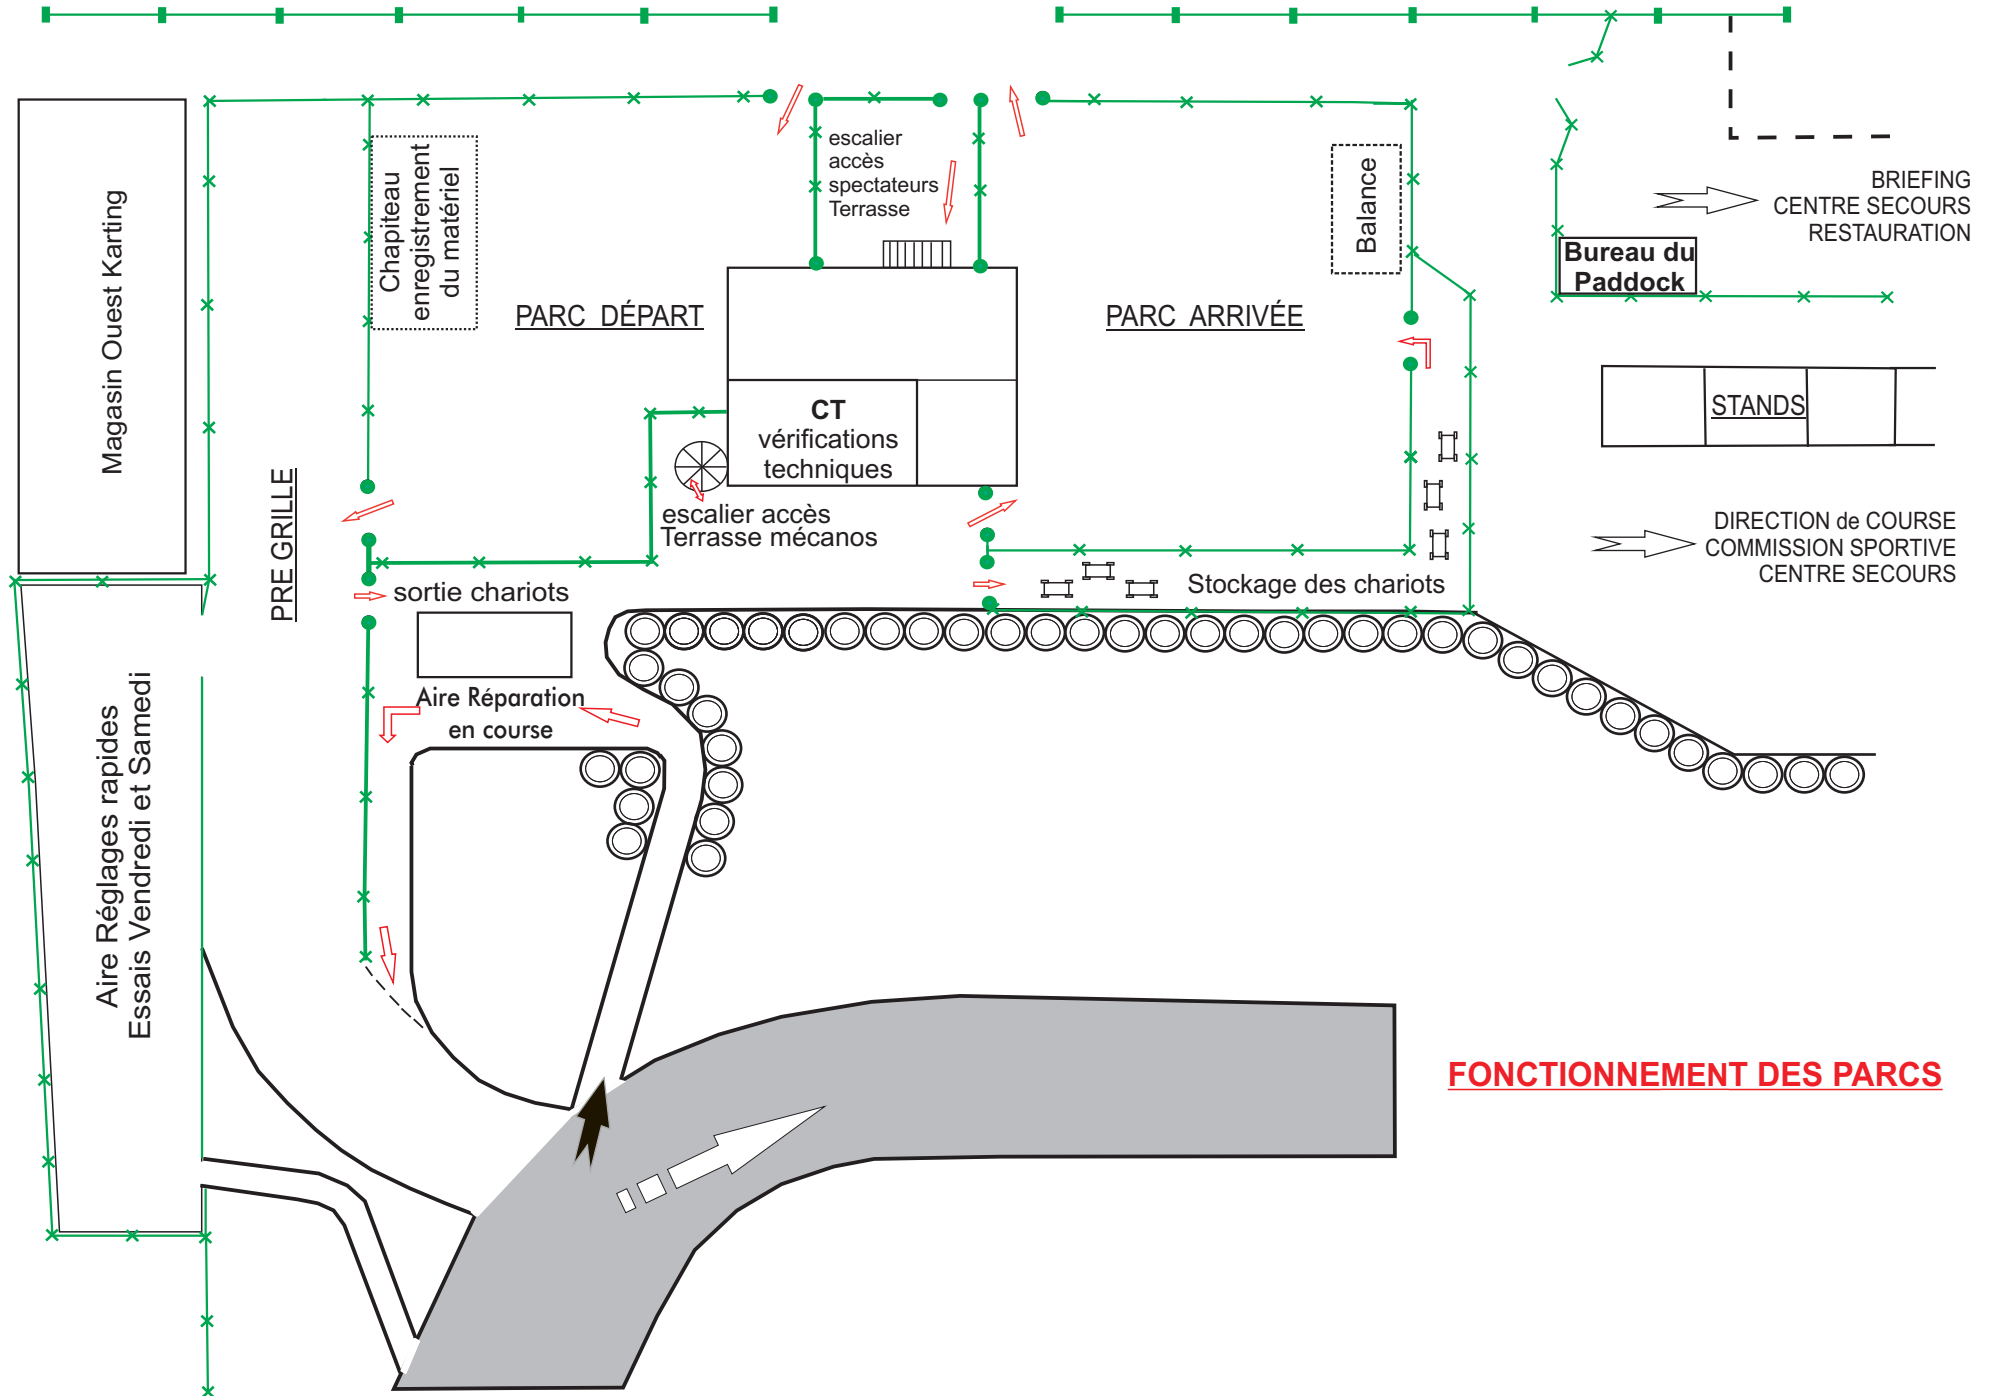 escalier
accès
spectateurs
Terrasse
Chapiteau
enregistrement
du matériel
Magasin Ouest Karting
Balance
BRIEFING
CENTRE SECOURS
RESTAURATION
Bureau du
Paddock
PARC DÉPART
PARC ARRIVÉE
CT
vérifications
techniques
STANDS
PRE GRILLE
escalier accès
Terrasse mécanos
DIRECTION de COURSE
COMMISSION SPORTIVE
CENTRE SECOURS
sortie chariots
Stockage des chariots
Aire Réparation
en course
Aire Réglages rapides
Essais Vendredi et Samedi
FONCTIONNEMENT DES PARCS